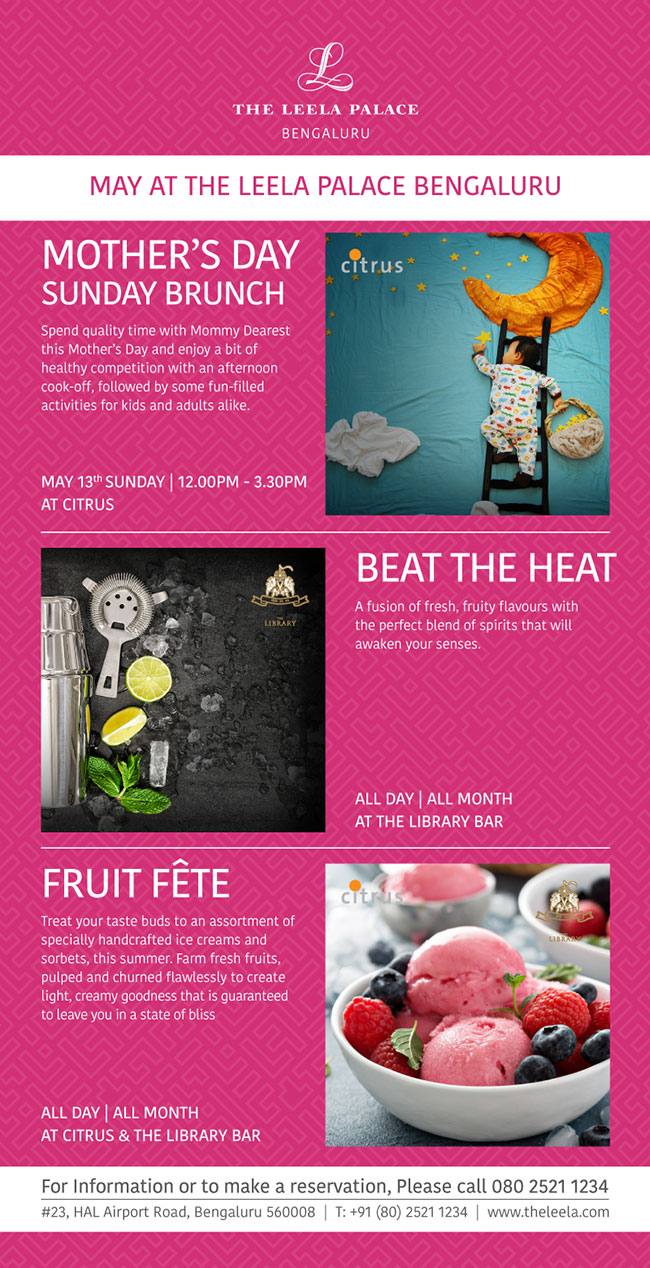 THE LEELA PALACE
BENGALURU
MAY AT THE LEELA PALACE BENGALURU
MOTHER’S DAY
SUNDAY BRUNCH
Spend quality time with Mommy Dearest
this Mother’s Day and enjoy a bit of
healthy competition with an afternoon
cook-off, followed by some fun-filled
activities for kids and adults alike.
MAY 13th SUNDAY | 12.00PM - 3.30PM
AT CITRUS
citrus
THE
LIBRARY
BEAT THE HEAT
A fusion of fresh, fruity flavours with
the perfect blend of spirits that will
awaken your senses.
ALL DAY | ALL MONTH
AT THE LIBRARY BAR
FRUIT FÊTE
Treat your taste buds to an assortment of
specially handcrafted ice creams and
sorbets, this summer. Farm fresh fruits,
pulped and churned flawlessly to create
light, creamy goodness that is guaranteed
to leave you in a state of bliss
ALL DAY | ALL MONTH
AT CITRUS & THE LIBRARY BAR
citrus
LIBRARY
For Information or to make a reservation, Please call 080 2521 1234
#23, HAL Airport Road, Bengaluru 560008 | T: +91 (80) 2521 1234 | www.theleela.com